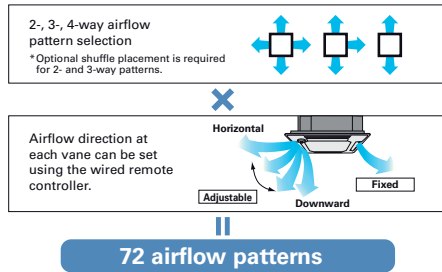 2-, 3-, 4-way airflow
pattern selection
*Optional shuffle placement is required
for 2- and 3-way patterns.
Airflow direction at
each vane can be set
using the wired remote
controller.
Horizontal
Adjustable
Downward
Fixed
72 airflow patterns